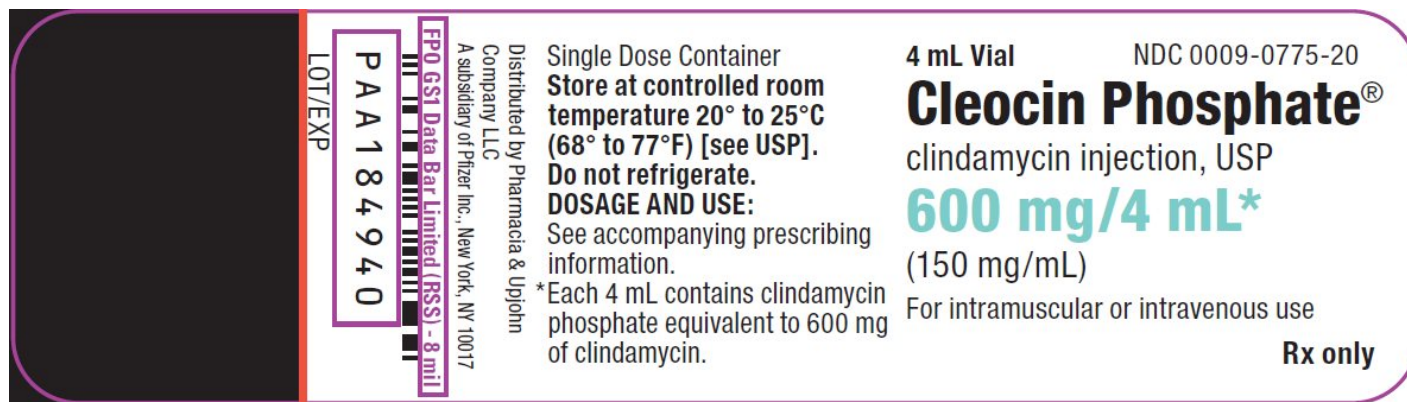 LOT/EXP
PAA184940
FPO GS1 Data Bar Limited (RSS) - 8 mil
Distributed by Pharmacia & Upjohn
Company LLC
A subsidiary of Pfizer Inc., New York, NY 10017
Single Dose Container
Store at controlled room
temperature 20° to 25°C
(68° to 77°F) [see USP].
Do not refrigerate.
DOSAGE AND USE:
See accompanying prescribing
information.
*Each 4 mL contains clindamycin
phosphate equivalent to 600 mg
of clindamycin.
4 mL Vial NDC 0009-0775-20
Cleocin Phosphate®
clindamycin injection, USP
600 mg/4 mL*
(150 mg/mL)
For intramuscular or intravenous use
Rx only